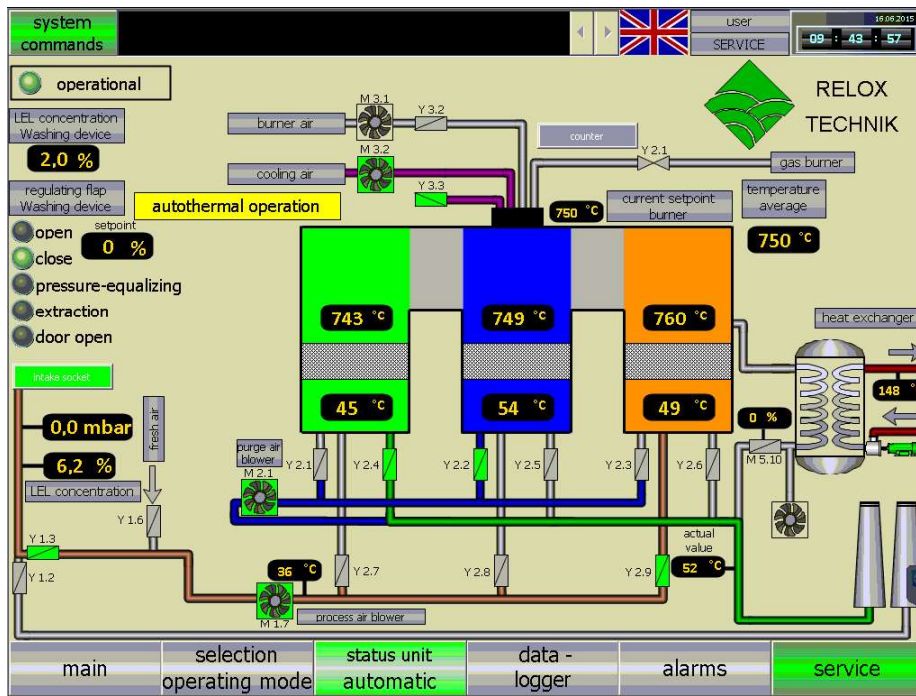 system
commands
user
SERVICE
16.06.2015
09 : 43 : 57
operational
RELOX
TECHNIK
M 3.1
Y 3.2
burner air
LEL concentration
Washing device
2,0 %
counter
Y 2.1
M 3.2
cooling air
gas burner
Y 3.3
regulating flap
Washing device
autothermal operation
750 °C
current setpoint
burner
temperature
average
750 °C
open
setpoint
0 %
close
pressure-equalizing
extraction
door open
743 °C
749 °C
760 °C
heat exchanger
intake socket
45 °C
54 °C
49 °C
148 °
0 %
0,0 mbar
fresh air
6,2 %
LEL concentration
purge air
blower
M 2.1
Y 2.1
Y 2.4
Y 2.2
Y 2.5
Y 2.3
Y 2.6
M 5.10
Y 1.6
Y 1.3
Y 1.2
36 °C
Y 2.7
Y 2.8
Y 2.9
actual
value
52 °C
M 1.7
process air blower
main
selection
operating mode
status unit
automatic
data -
logger
alarms
service